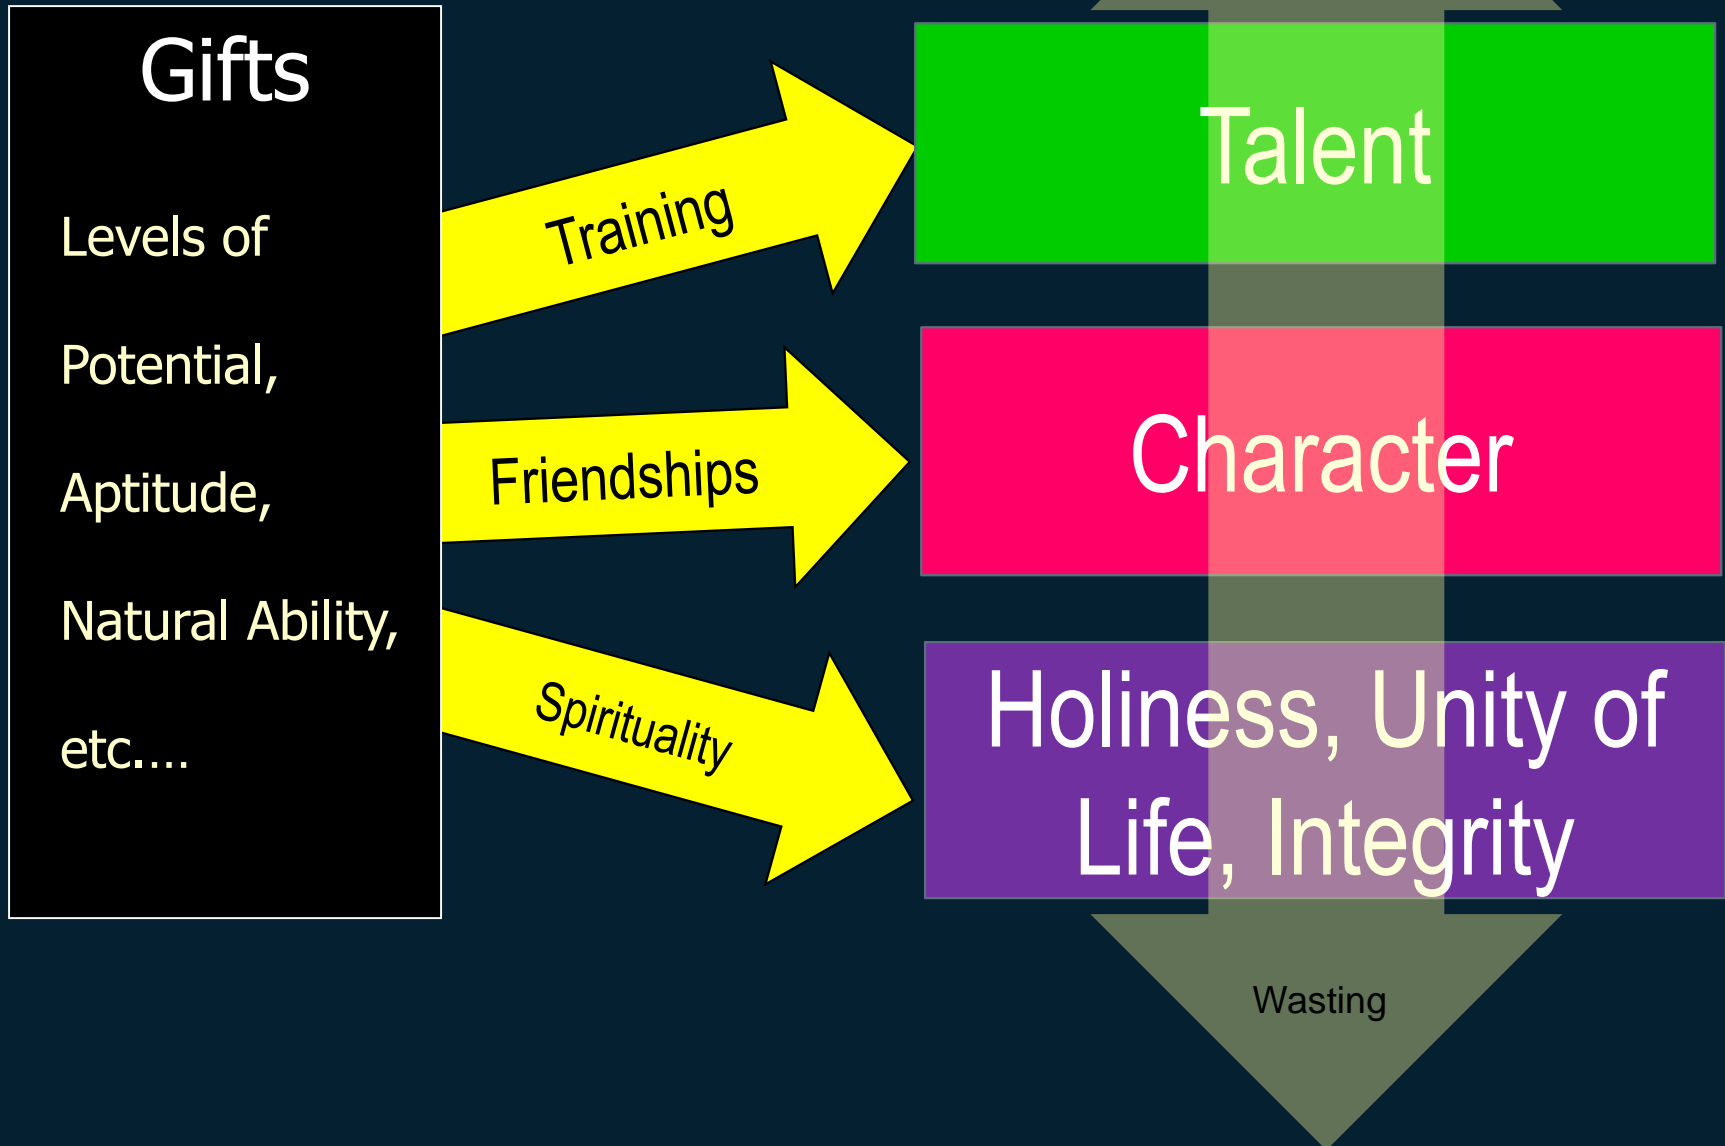 Gifts
Levels of
Potential,
Aptitude,
Natural Ability,
etc....
Training
Friendships
Spirituality
Talent
Character
Holiness, Unity of
Life, Integrity
Wasting